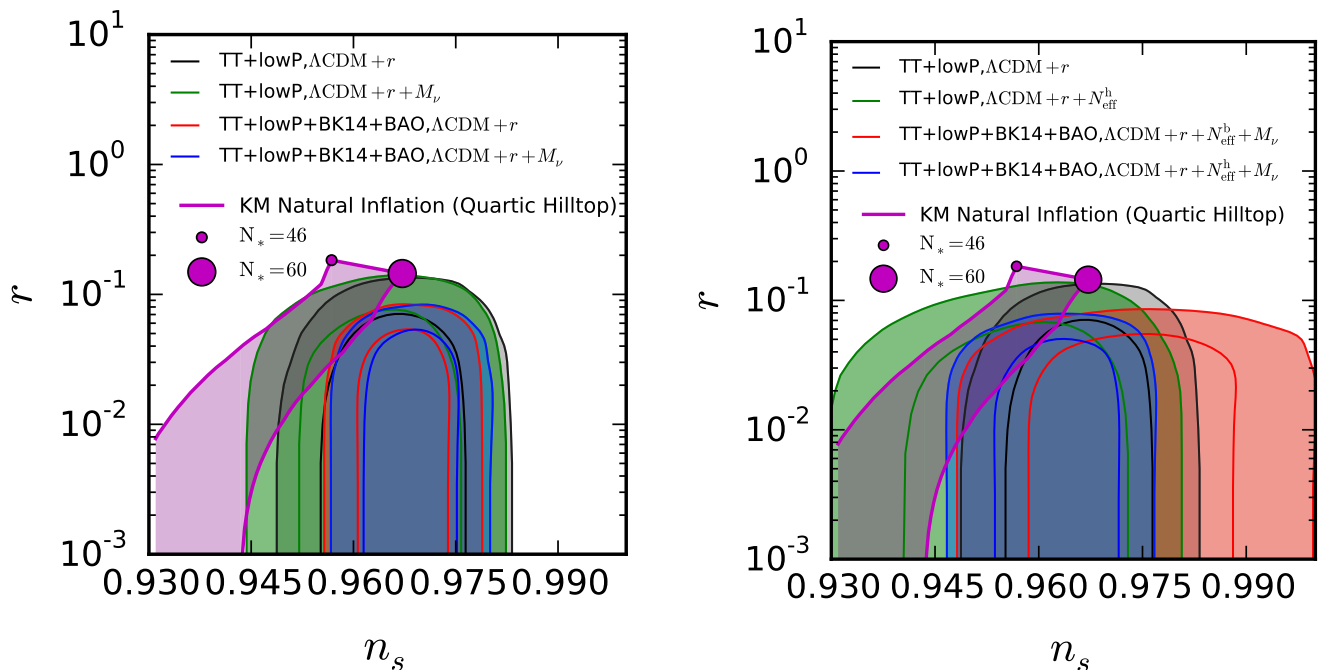 10^1
TT+lowP,ΛCDM+r
TT+lowP,ΛCDM+r+M_ν
TT+lowP+BK14+BAO,ΛCDM+r
TT+lowP+BK14+BAO,ΛCDM+r+M_ν
10^0
KM Natural Inflation (Quartic Hilltop)
N_*=46
N_*=60
10^-1
r
10^-2
10^-3
0.930 0.945 0.960 0.975 0.990
n_s
10^1
TT+lowP,ΛCDM+r
TT+lowP,ΛCDM+r+N_eff^h
TT+lowP+BK14+BAO,ΛCDM+r+N_eff^b+M_ν
TT+lowP+BK14+BAO,ΛCDM+r+N_eff^h+M_ν
10^0
KM Natural Inflation (Quartic Hilltop)
N_*=46
N_*=60
10^-1
r
10^-2
10^-3
0.930 0.945 0.960 0.975 0.990
n_s